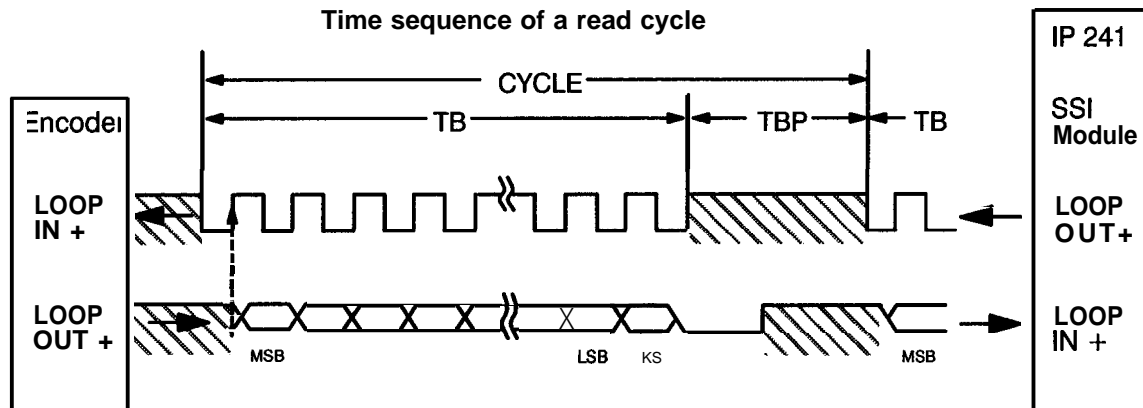 Time sequence of a read cycle
IP 241
CYCLE
Encoder
TB
TBP
TB
SSI
Module
LOOP
IN +
LOOP
OUT+
LOOP
OUT +
LOOP
IN +
MSB
LSB
KS
MSB